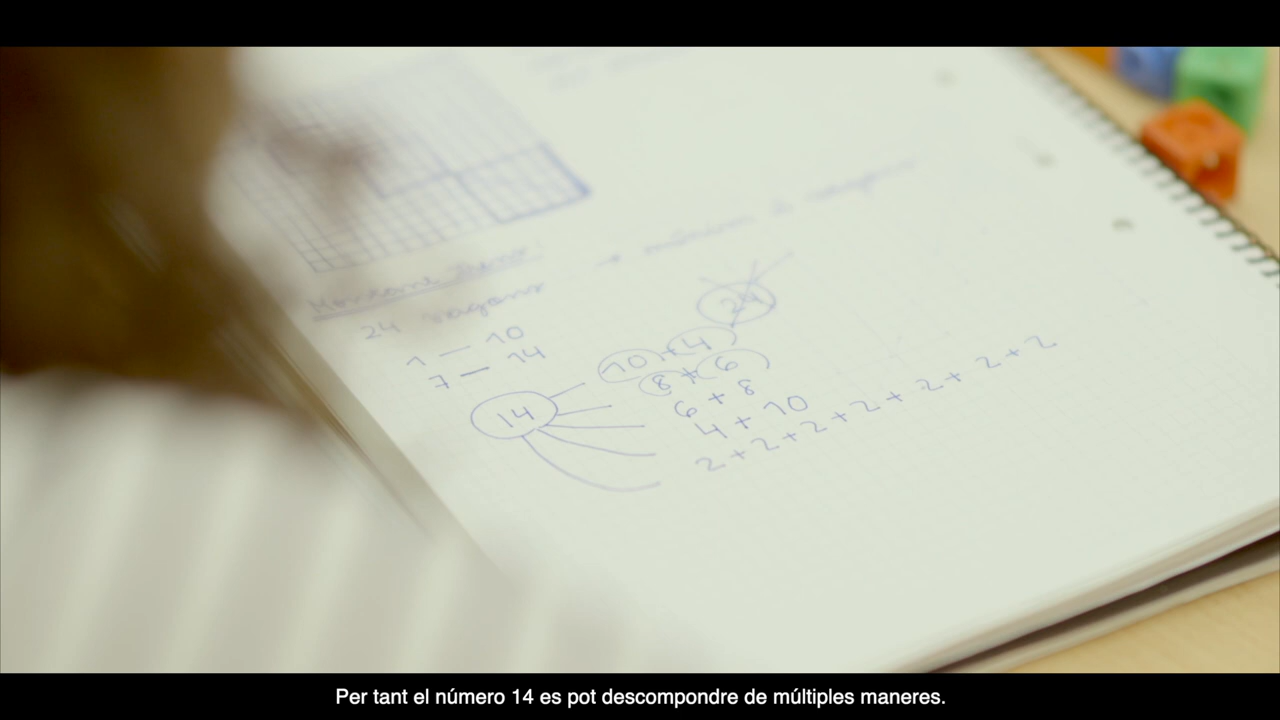 24 vagons
1 — 10
7 — 14
24
14
10 + 4
8 + 6
6 + 8
4 + 10
2 + 2 + 2 + 2 + 2 + 2 + 2
Per tant el número 14 es pot descompondre de múltiples maneres.